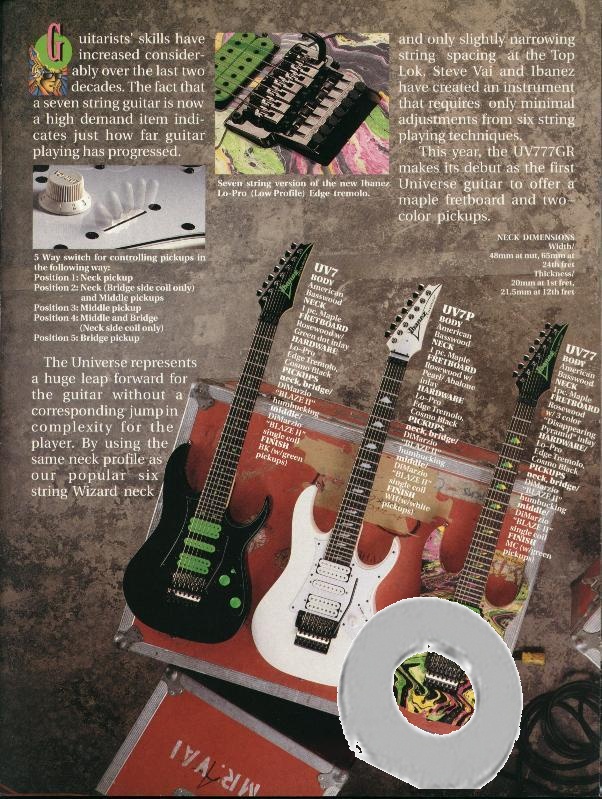 Guitarists' skills have
increased consider-
ably over the last two
decades. The fact that
a seven string guitar is now
a high demand item indi-
cates just how far guitar
playing has progressed.
5 Way switch for controlling pickups in
the following way:
Position 1: Neck pickup
Position 2: Neck (Bridge side coil only)
and Middle pickups
Position 3: Middle pickup
Position 4: Middle and Bridge
(Neck side coil only)
Position 5: Bridge pickup
The Universe represents
a huge leap forward for
the guitar without a
corresponding jump in
complexity for the
player. By using the
same neck profile as
our popular six
string Wizard neck
Seven string version of the new Ibanez
Lo-Pro (Low Profile) Edge tremolo.
and only slightly narrowing
string spacing at the Top
Lok, Steve Vai and Ibanez
have created an instrument
that requires only minimal
adjustments from six string
playing techniques.
This year, the UV777GR
makes its debut as the first
Universe guitar to offer a
maple fretboard and two-
color pickups.
NECK DIMENSIONS
Width/
48mm at nut, 65mm at
24th fret
Thickness/
20mm at 1st fret,
21.5mm at 12th fret
UV7
BODY
American
Basswood
NECK
1 pc. Maple
FRETBOARD
Rosewood w/
Green dot inlay
HARDWARE
Lo-Pro
Edge Tremolo,
Cosmo Black
PICKUPS
neck, bridge/
DiMarzio
"BLAZE II"
humbucking
middle/
DiMarzio
"BLAZE II"
single coil
FINISH
BK (w/green
pickups)
UV7P
BODY
American
Basswood
NECK
1 pc. Maple
FRETBOARD
Rosewood w/
Pearl/ Abalone
inlay
HARDWARE
Lo-Pro
Edge Tremolo,
Cosmo Black
PICKUPS
neck, bridge/
DiMarzio
"BLAZE II"
humbucking
middle/
DiMarzio
"BLAZE II"
single coil
FINISH
WH(w/white
pickups)
UV77
BODY
American
Basswood
NECK
1 pc. Maple
FRETBOARD
Rosewood
w/3 color
"Disappearing
Pyramid" inlay
HARDWARE/
Lo-Pro
Edge Tremolo,
Cosmo Black
PICKUPS
neck, bridge/
DiMarzio
"BLAZE II"
humbucking
middle/
DiMarzio
"BLAZE II"
single coil
FINISH
MC (w/green
pickups)
Ibanez
MR. VAI